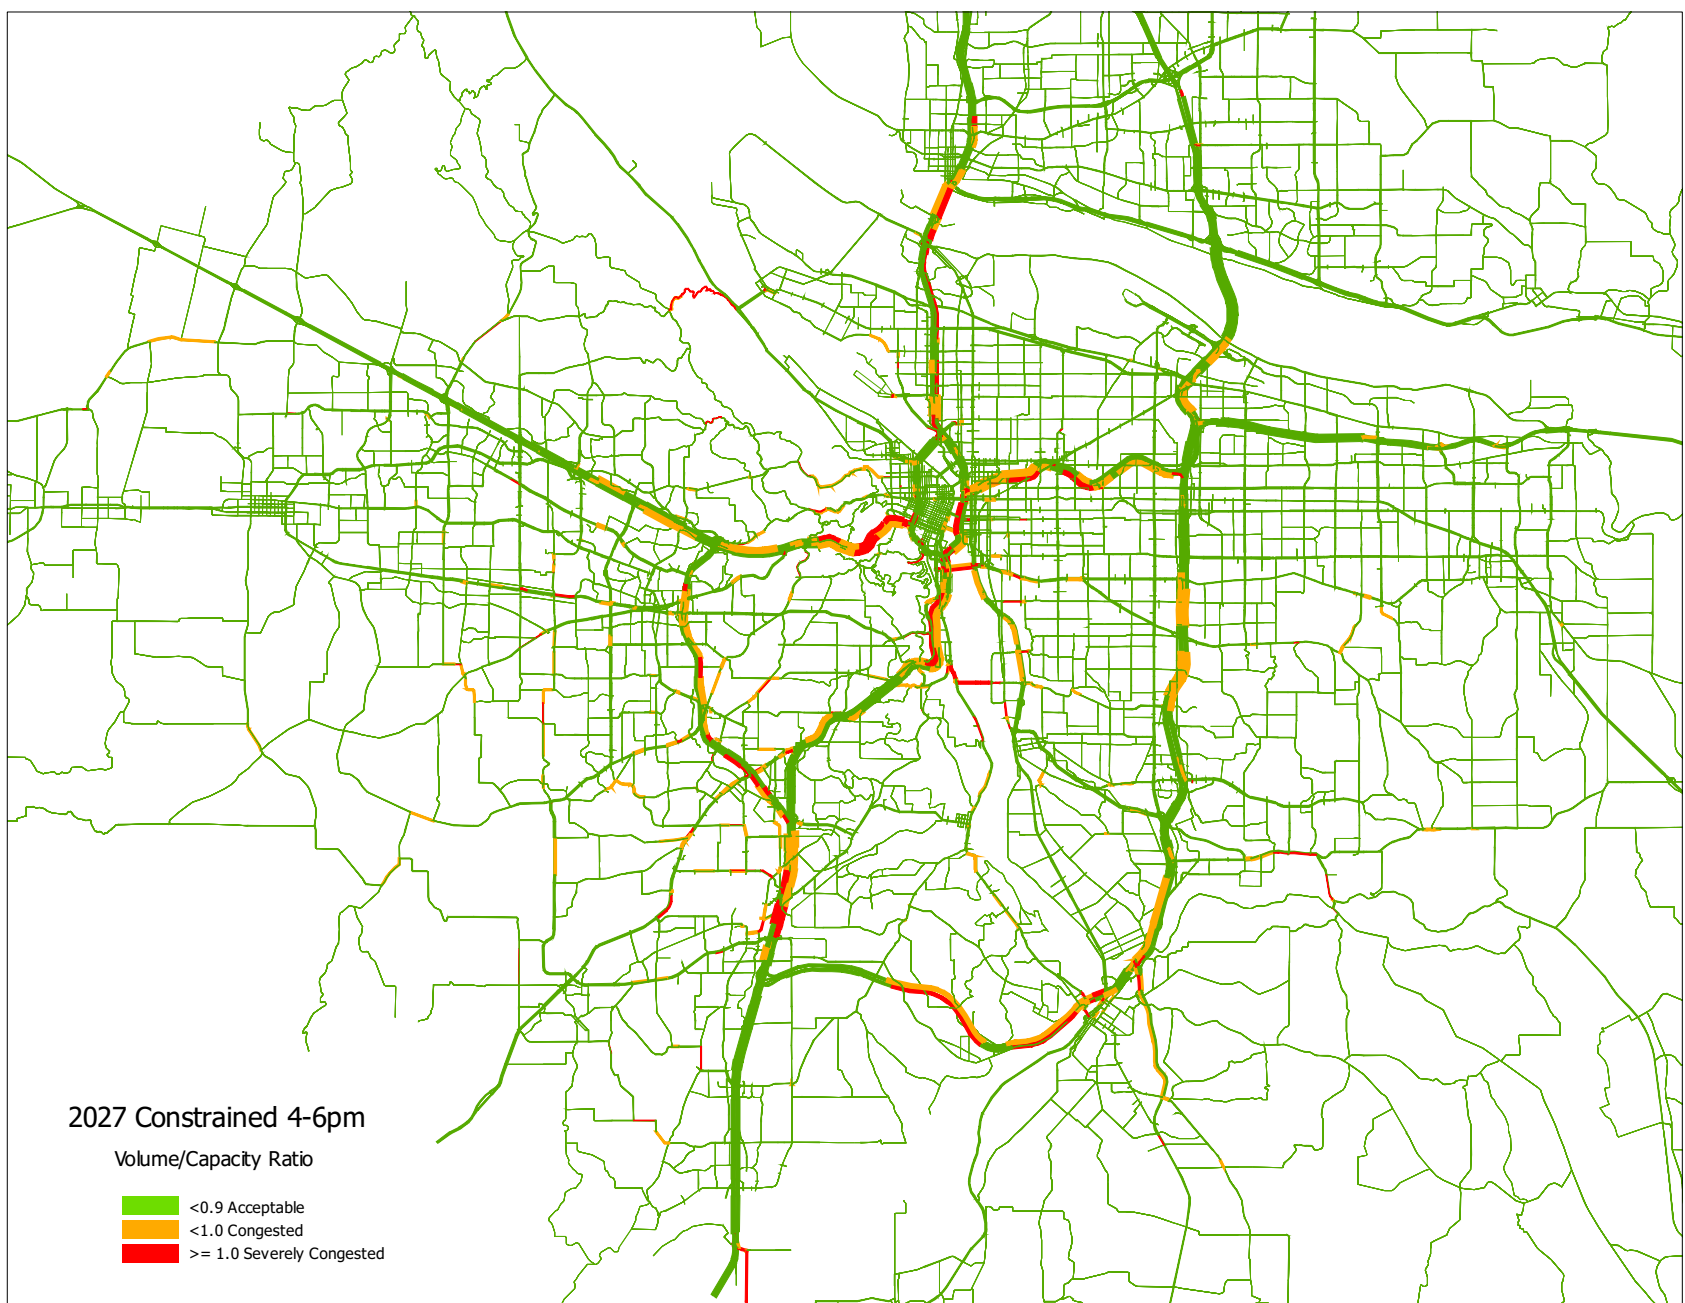 2027 Constrained 4-6pm
Volume/Capacity Ratio
<0.9 Acceptable
<1.0 Congested
>= 1.0 Severely Congested